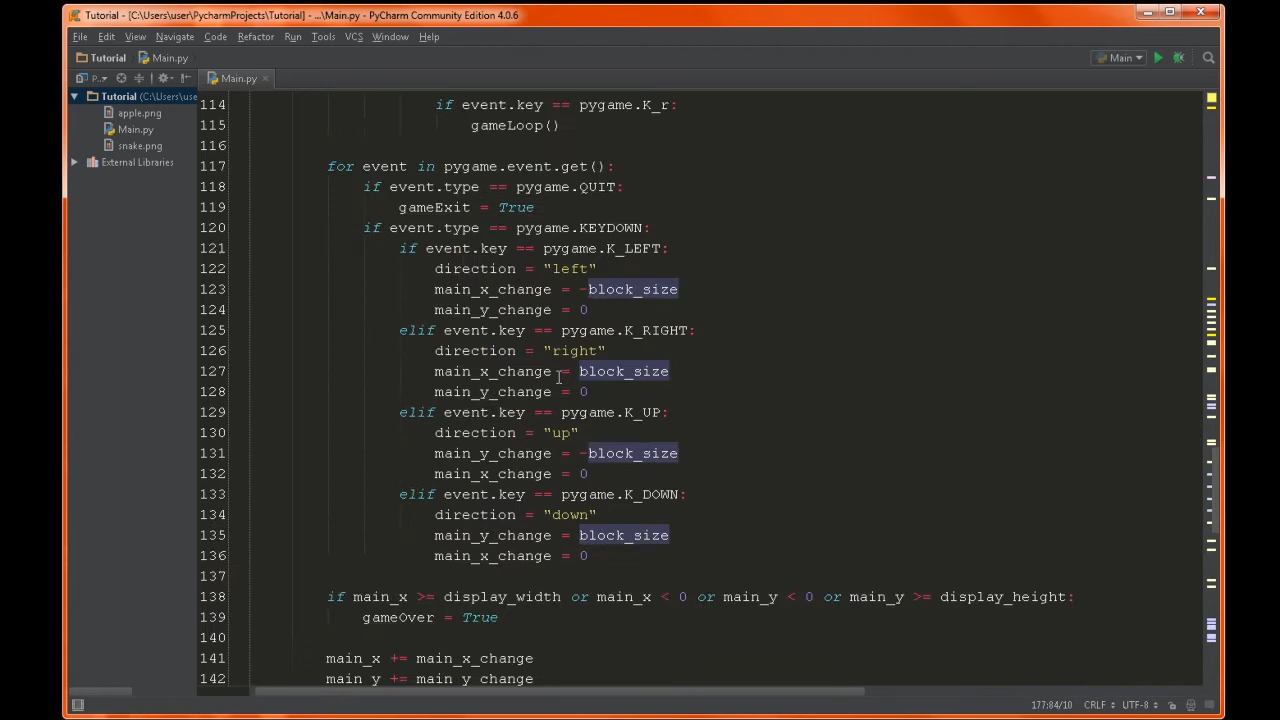 Tutorial - [C:\Users\user\PycharmProjects\Tutorial] - ...\Main.py - PyCharm Community Edition 4.0.6
File Edit View Navigate Code Refactor Run Tools VCS Window Help
Tutorial Main.py Main
P.. Main.py
Tutorial (C:\Users\use
apple.png
Main.py
snake.png
External Libraries
114 if event.key == pygame.K_r:
115 gameLoop()
116
117 for event in pygame.event.get():
118 if event.type == pygame.QUIT:
119 gameExit = True
120 if event.type == pygame.KEYDOWN:
121 if event.key == pygame.K_LEFT:
122 direction = "left"
123 main_x_change = -block_size
124 main_y_change = 0
125 elif event.key == pygame.K_RIGHT:
126 direction = "right"
127 main_x_change = block_size
128 main_y_change = 0
129 elif event.key == pygame.K_UP:
130 direction = "up"
131 main_y_change = -block_size
132 main_x_change = 0
133 elif event.key == pygame.K_DOWN:
134 direction = "down"
135 main_y_change = block_size
136 main_x_change = 0
137
138 if main_x >= display_width or main_x < 0 or main_y < 0 or main_y >= display_height:
139 gameOver = True
140
141 main_x += main_x_change
142 main_y += main_y_change
177:84/10 CRLF UTF-8